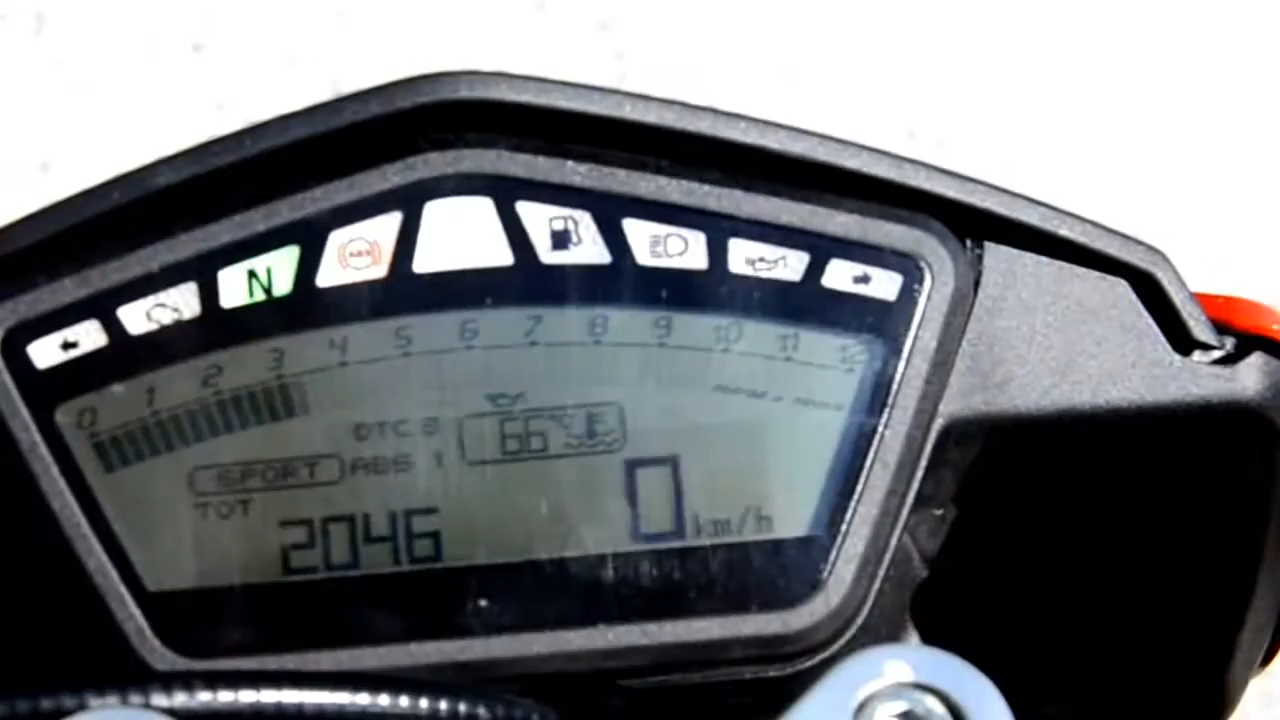 N
ABS
0 1 2 3 4 5 6 7 8 9 10 11 12
DTC 8
66°C
SPORT
ABS 1
TOT
2046
0 km/h